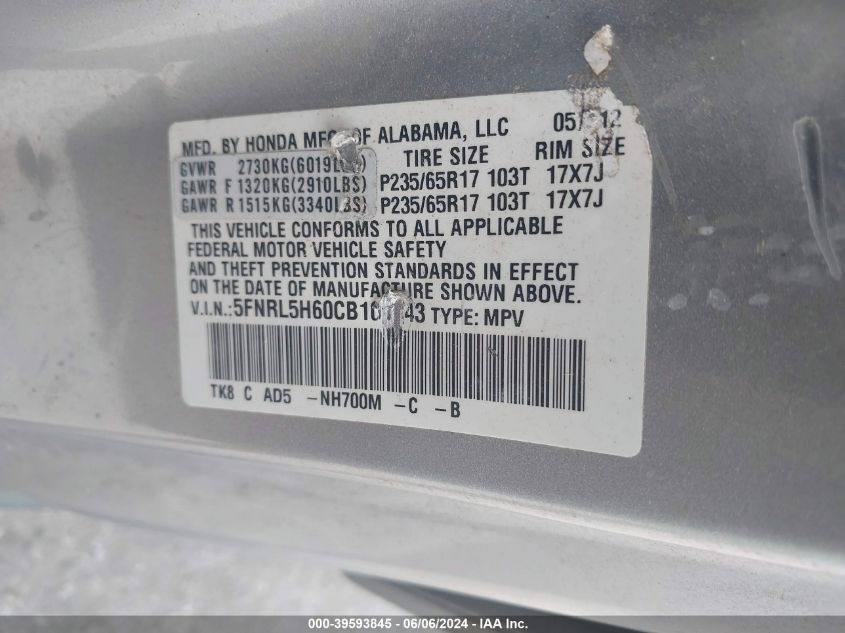 MFD. BY HONDA OF ALABAMA, LLC
GVWR 2730KG TIRE SIZE RIM SIZE
GAWR F 1320KG(2910LBS) P235/65R17 103T 17X7J
GAWR R 1515KG(3340LBS) P235/65R17 103T 17X7J
THIS VEHICLE CONFORMS TO ALL APPLICABLE
FEDERAL MOTOR VEHICLE SAFETY
AND THEFT PREVENTION STANDARDS IN EFFECT
ON THE DATE OF MANUFACTURE SHOWN ABOVE.
V.I.N.: TYPE: MPV
TK8 C AD5 -NH700M -C -B
000-39593845 - 06/06/2024 - IAA, Inc.